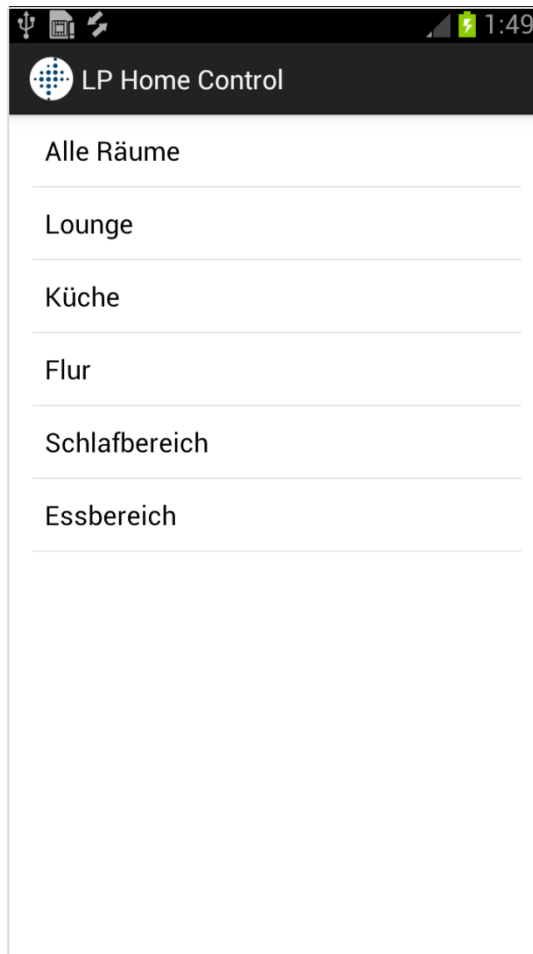 1:49
LP Home Control
Alle Räume
Lounge
Küche
Flur
Schlafbereich
Essbereich